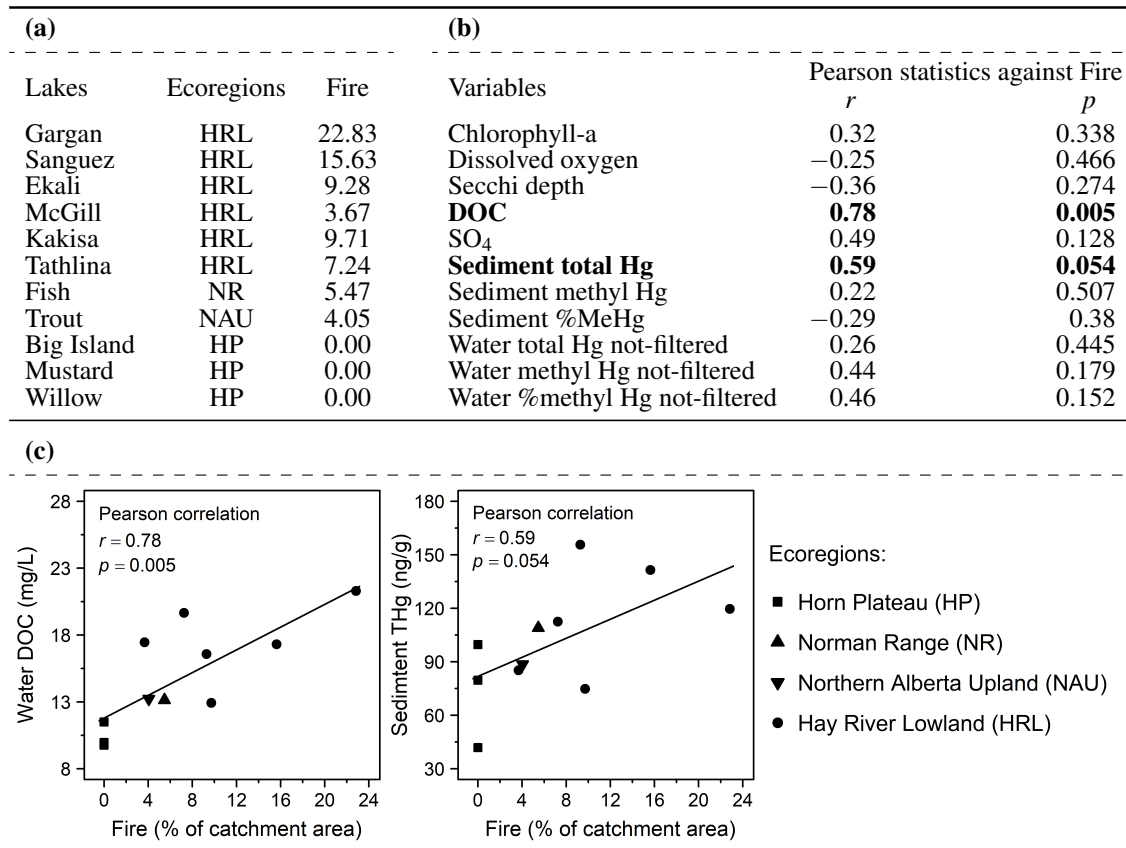 (a) (b)
Lakes Ecoregions Fire Variables Pearson statistics against Fire
r p
Gargan HRL 22.83 Chlorophyll-a 0.32 0.338
Sanguez HRL 15.63 Dissolved oxygen −0.25 0.466
Ekali HRL 9.28 Secchi depth −0.36 0.274
McGill HRL 3.67 DOC 0.78 0.005
Kakisa HRL 9.71 SO4 0.49 0.128
Tathlina HRL 7.24 Sediment total Hg 0.59 0.054
Fish NR 5.47 Sediment methyl Hg 0.22 0.507
Trout NAU 4.05 Sediment %MeHg −0.29 0.38
Big Island HP 0.00 Water total Hg not-filtered 0.26 0.445
Mustard HP 0.00 Water methyl Hg not-filtered 0.44 0.179
Willow HP 0.00 Water %methyl Hg not-filtered 0.46 0.152
(c)
Water DOC (mg/L)
28
23
18
13
8
Pearson correlation
r = 0.78
p = 0.005
0 4 8 12 16 20 24
Fire (% of catchment area)
Sedimtent THg (ng/g)
180
150
120
90
60
30
Pearson correlation
r = 0.59
p = 0.054
0 4 8 12 16 20 24
Fire (% of catchment area)
Ecoregions:
Horn Plateau (HP)
Norman Range (NR)
Northern Alberta Upland (NAU)
Hay River Lowland (HRL)